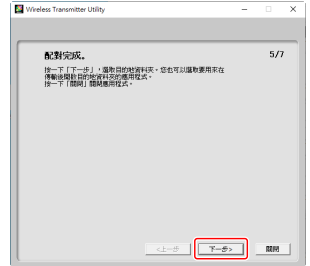 Wireless Transmitter Utility
配對完成。
5/7
按一下「下一步」，選取目的地資料夾。您也可以選取要用來在
傳輸後開啟目的地資料夾的應用程式。
按一下「關閉」關閉應用程式。
<上一步
下一步>
關閉